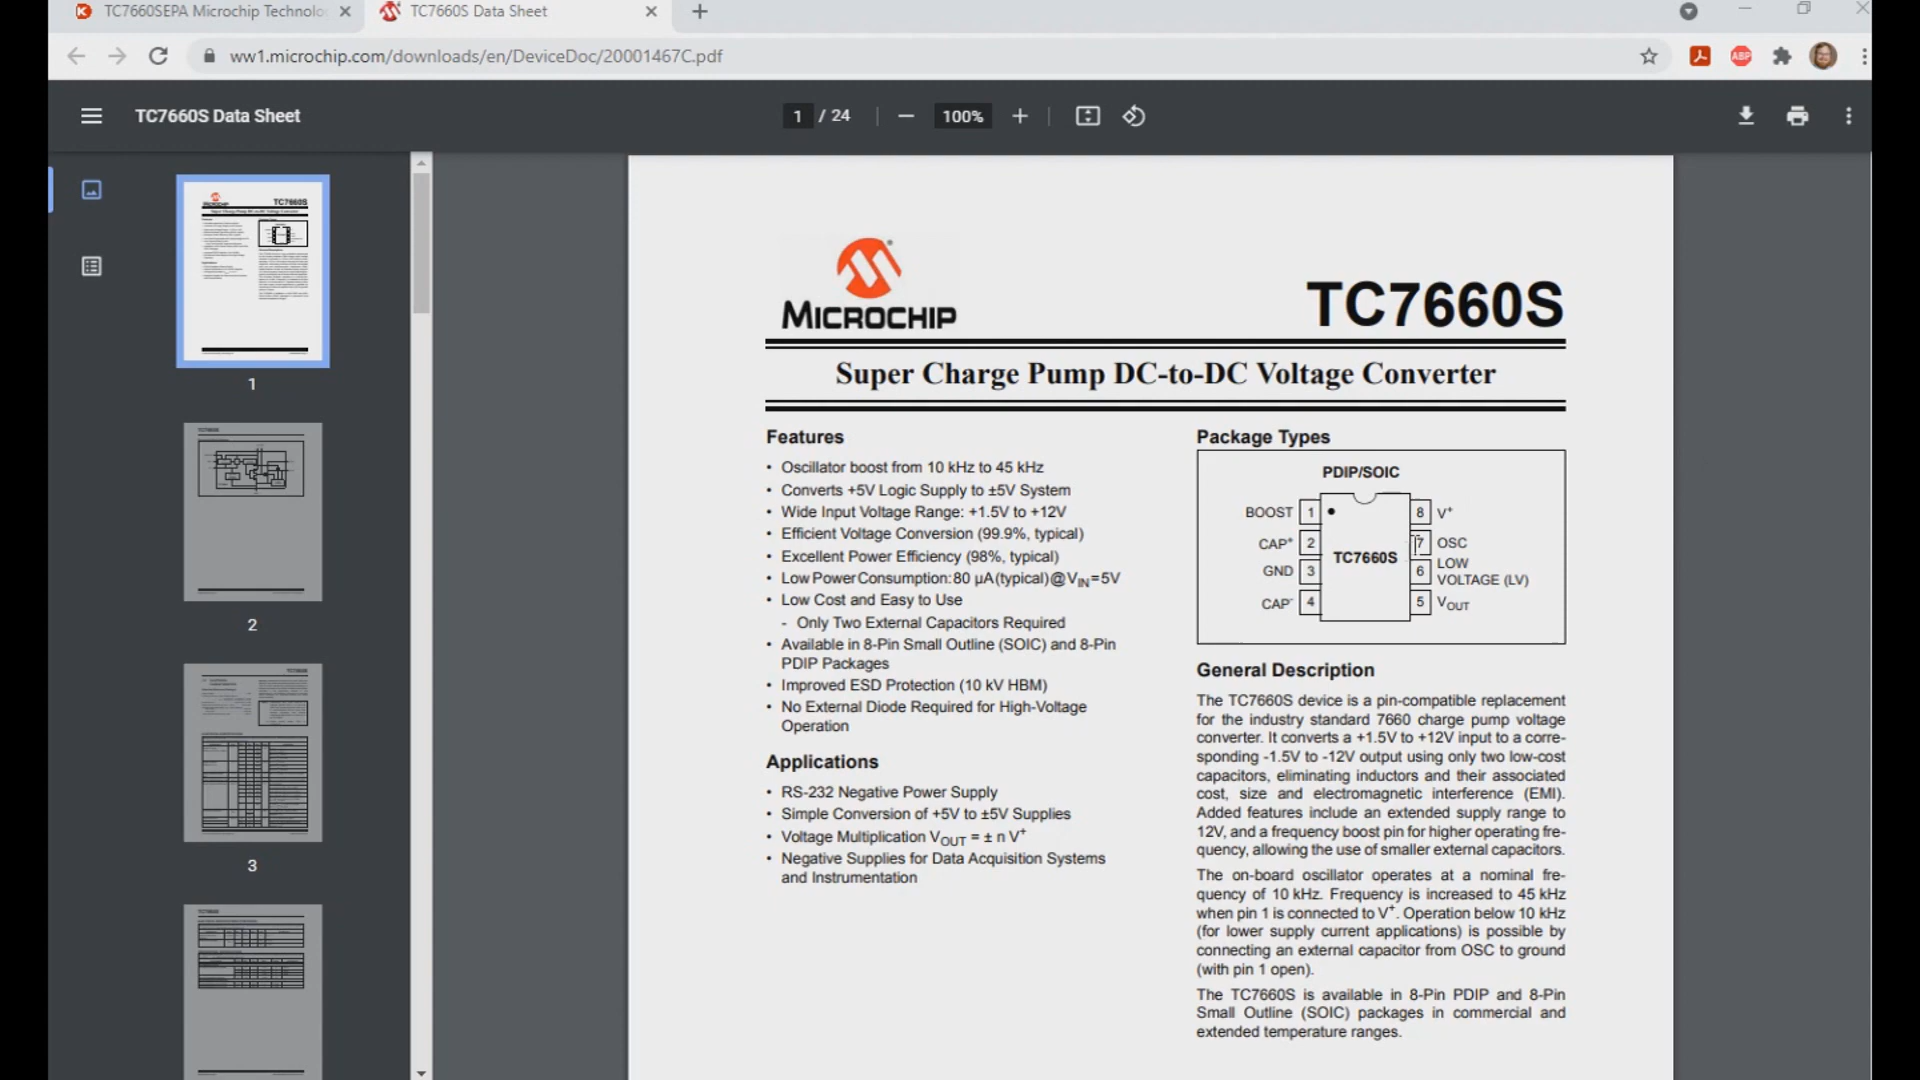 TC7660SEPA Microchip Technolo
TC7660S Data Sheet
ww1.microchip.com/downloads/en/DeviceDoc/20001467C.pdf
ABP
TC7660S Data Sheet
1 / 24
100%
1
2
3
MICROCHIP
TC7660S
Super Charge Pump DC-to-DC Voltage Converter
Features
• Oscillator boost from 10 kHz to 45 kHz
• Converts +5V Logic Supply to ±5V System
• Wide Input Voltage Range: +1.5V to +12V
• Efficient Voltage Conversion (99.9%, typical)
• Excellent Power Efficiency (98%, typical)
• Low Power Consumption: 80 µA (typical) @ VIN = 5V
• Low Cost and Easy to Use
- Only Two External Capacitors Required
• Available in 8-Pin Small Outline (SOIC) and 8-Pin
PDIP Packages
• Improved ESD Protection (10 kV HBM)
• No External Diode Required for High-Voltage
Operation
Applications
• RS-232 Negative Power Supply
• Simple Conversion of +5V to ±5V Supplies
• Voltage Multiplication VOUT = ± n V+
• Negative Supplies for Data Acquisition Systems
and Instrumentation
Package Types
PDIP/SOIC
BOOST 1 8 V+
CAP+ 2 7 OSC
TC7660S
GND 3 6 LOW
VOLTAGE (LV)
CAP- 4 5 VOUT
General Description
The TC7660S device is a pin-compatible replacement
for the industry standard 7660 charge pump voltage
converter. It converts a +1.5V to +12V input to a corre-
sponding -1.5V to -12V output using only two low-cost
capacitors, eliminating inductors and their associated
cost, size and electromagnetic interference (EMI).
Added features include an extended supply range to
12V, and a frequency boost pin for higher operating fre-
quency, allowing the use of smaller external capacitors.
The on-board oscillator operates at a nominal fre-
quency of 10 kHz. Frequency is increased to 45 kHz
when pin 1 is connected to V+. Operation below 10 kHz
(for lower supply current applications) is possible by
connecting an external capacitor from OSC to ground
(with pin 1 open).
The TC7660S is available in 8-Pin PDIP and 8-Pin
Small Outline (SOIC) packages in commercial and
extended temperature ranges.